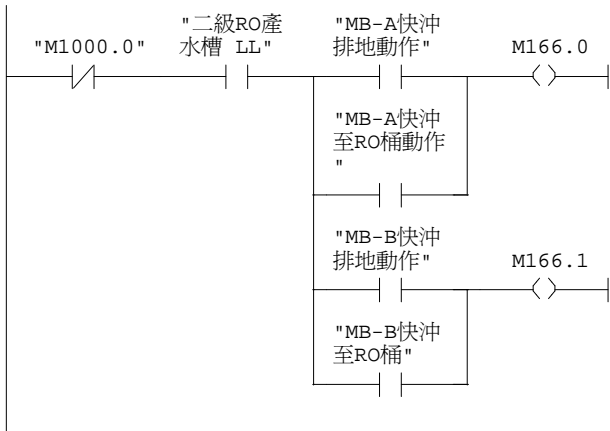 "M1000.0"
"二級RO產
水槽 LL"
"MB-A快沖
排地動作"
M166.0
"MB-A快沖
至RO桶動作
"
"MB-B快沖
排地動作"
M166.1
"MB-B快沖
至RO桶"